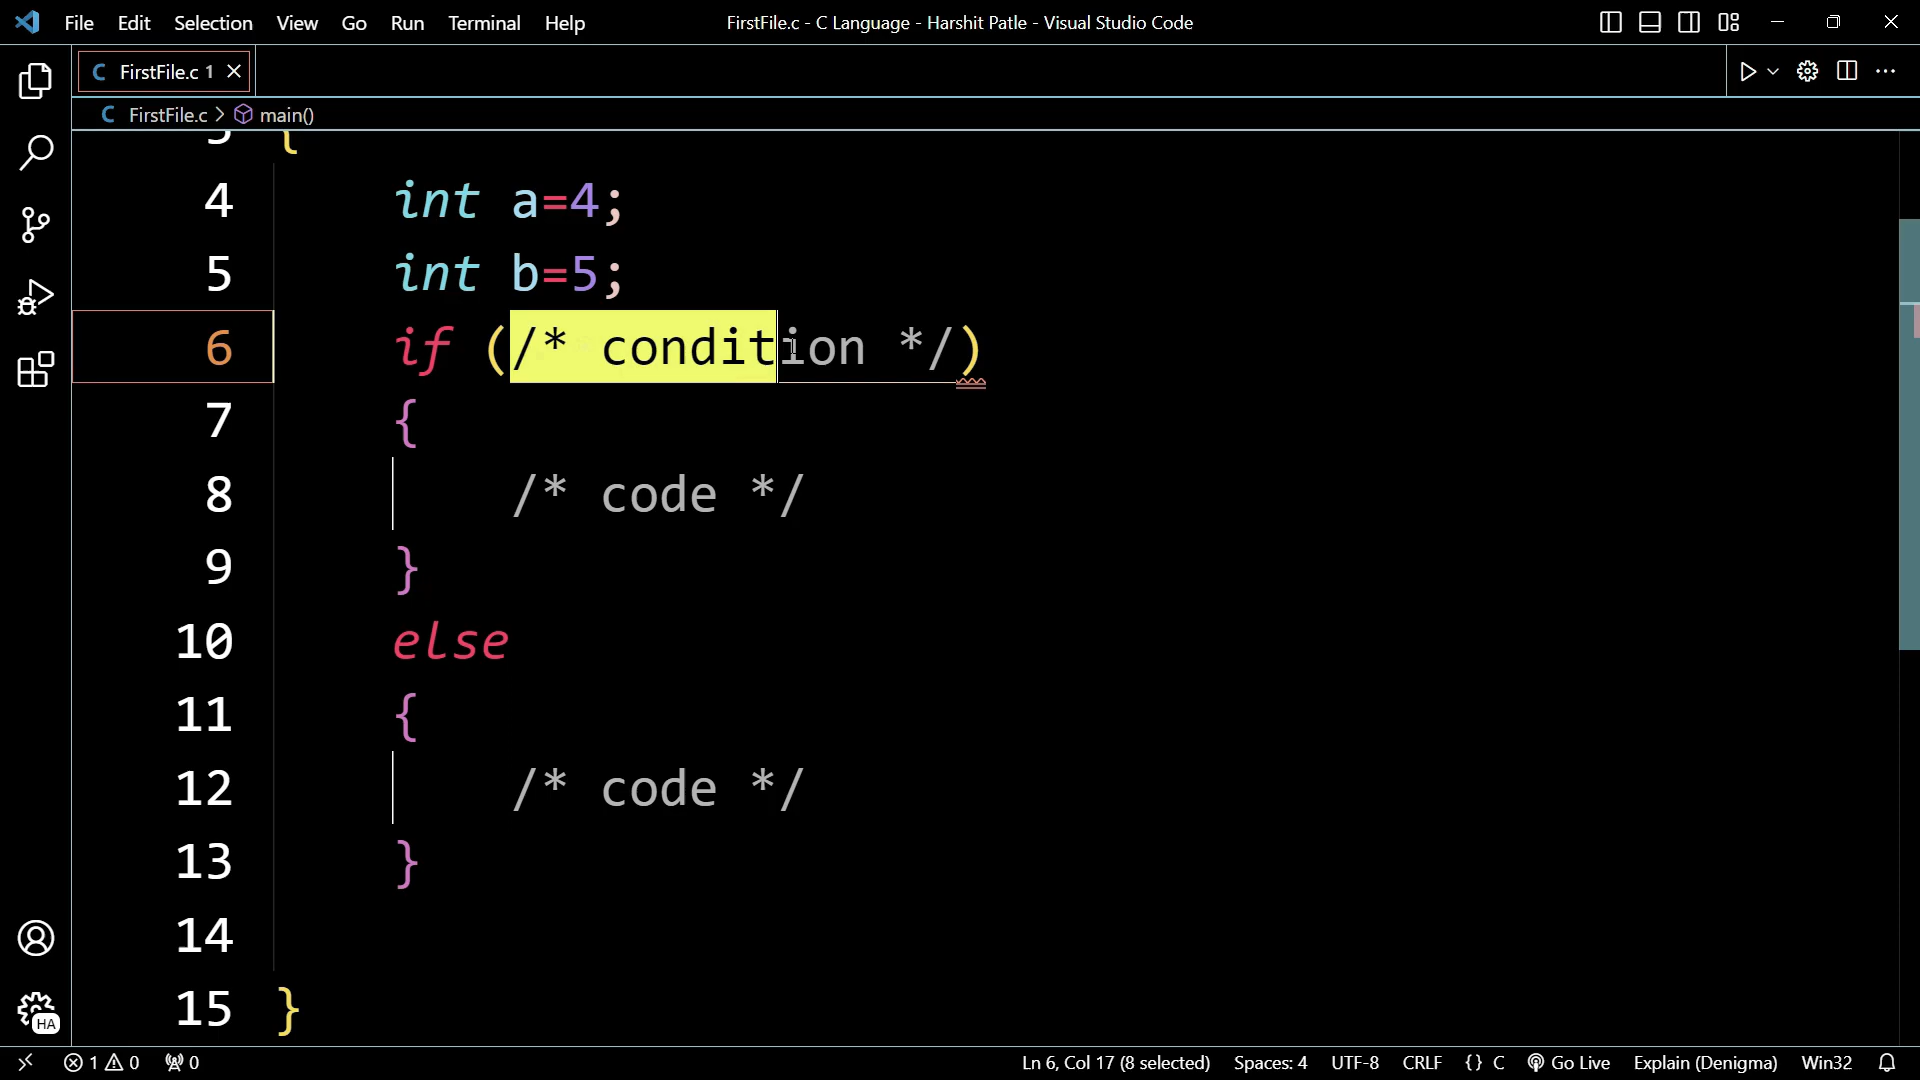 File Edit Selection View Go Run Terminal Help FirstFile.c - C Language - Harshit Patle - Visual Studio Code
C FirstFile.c 1
C FirstFile.c > main()
3 {
4 int a=4;
5 int b=5;
6 if (/* condition */)
7 {
8 /* code */
9 }
10 else
11 {
12 /* code */
13 }
14
15 }
HA
1 0 0 Ln 6, Col 17 (8 selected) Spaces: 4 UTF-8 CRLF {} C Go Live Explain (Denigma) Win32